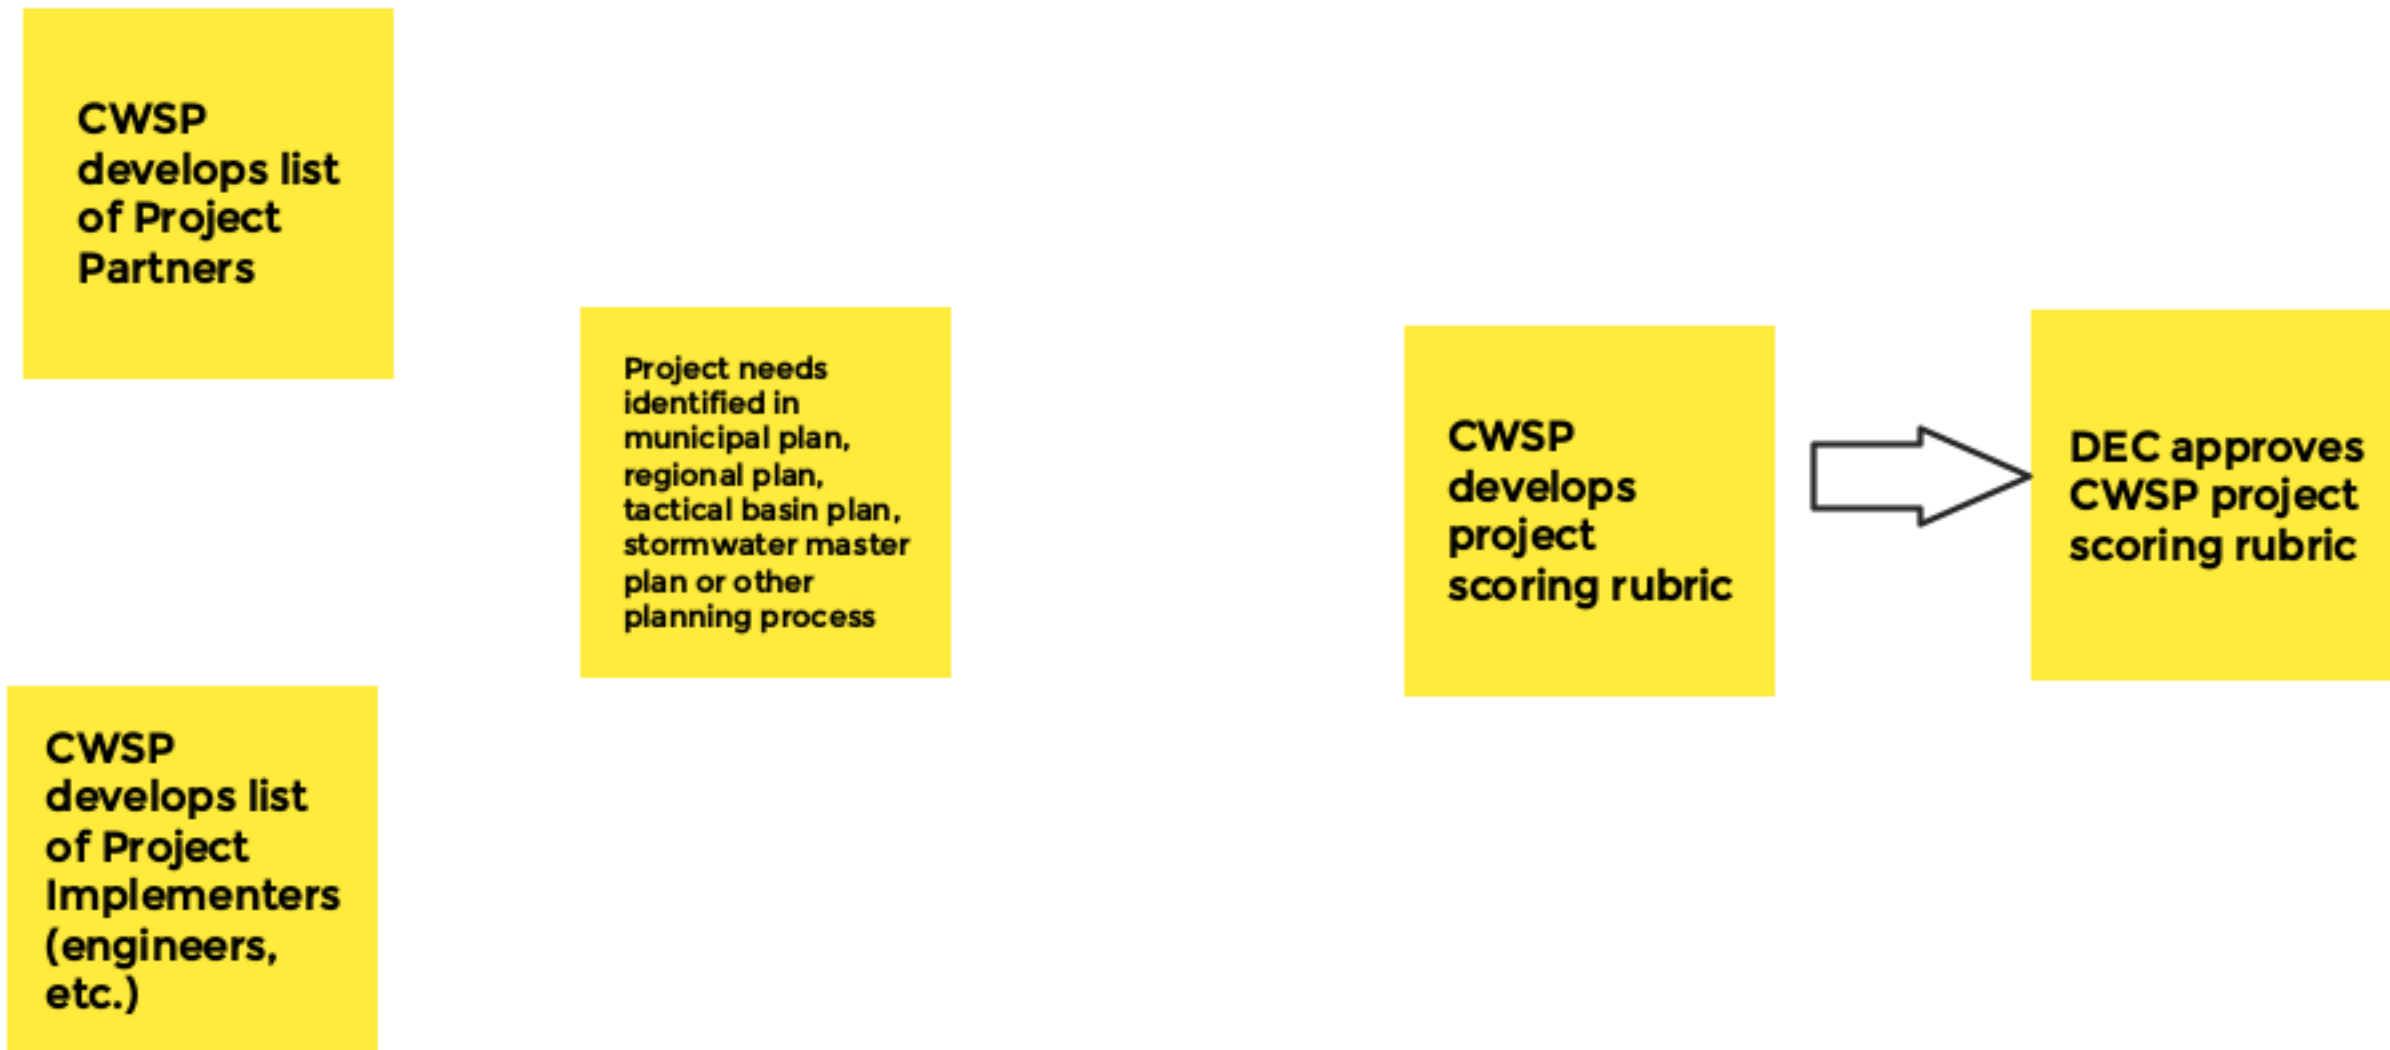 CWSP
develops list
of Project
Partners
Project needs
identified in
municipal plan,
regional plan,
tactical basin plan,
stormwater master
plan or other
planning process
CWSP
develops list
of Project
Implementers
(engineers,
etc.)
CWSP
develops
project
scoring rubric
DEC approves
CWSP project
scoring rubric